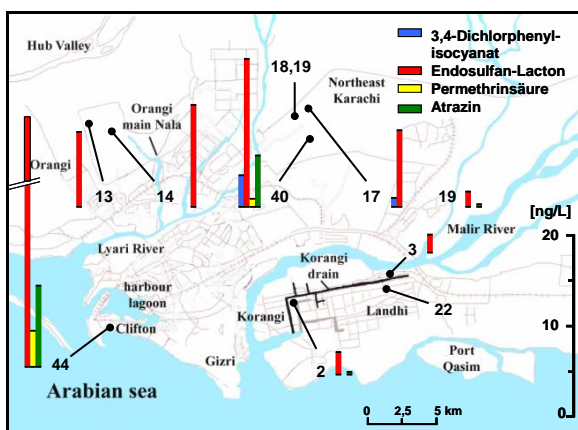 Hub Valley
3,4-Dichlorphenyl-
isocyanat
Endosulfan-Lacton
Permethrinsäure
Atrazin
18,19
Northeast
Karachi
Orangi
main Nala
Orangi
13
14
40
17
19
[ng/L]
Malir River
20
Lyari River
3
Korangi
drain
harbour
lagoon
Korangi
Landhi
22
10
Clifton
44
Gizri
2
Port
Qasim
5
Arabian sea
0
2,5
5 km
0